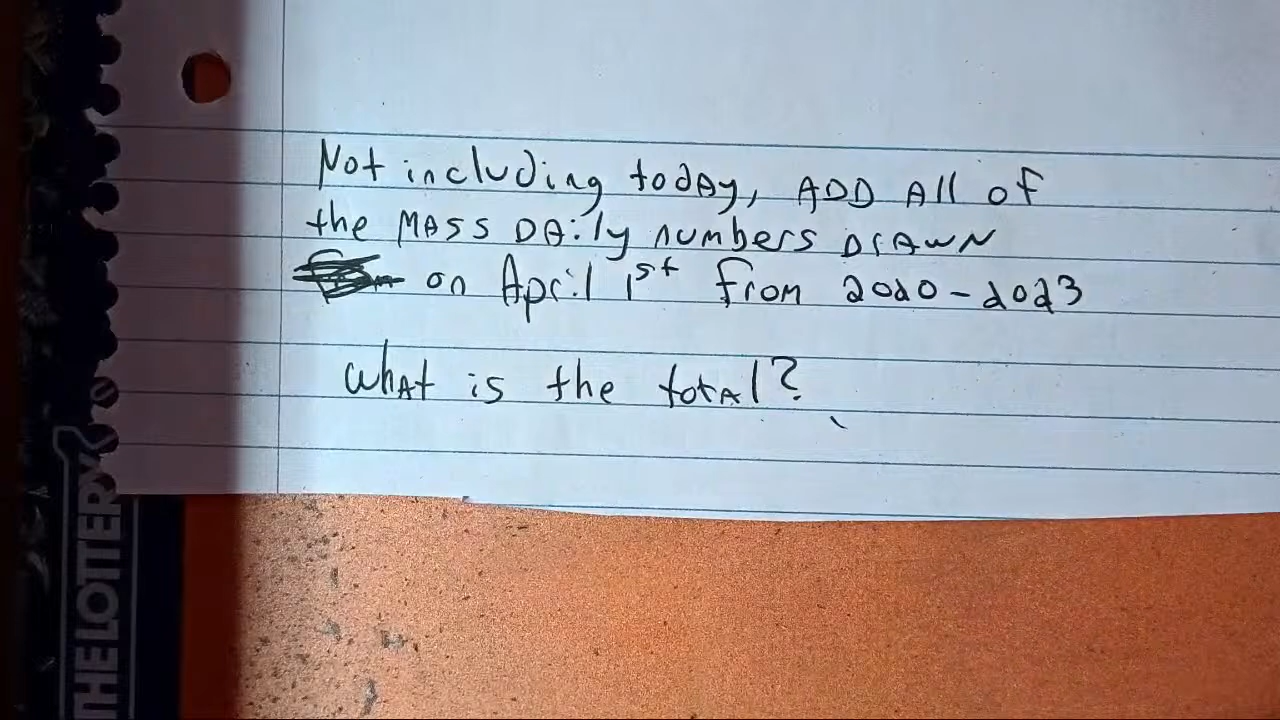 Not including today, ADD All of
the MASS DAily numbers DrAwN
on April 1st from 2020-2023
WhAt is the totAl?
THE LOTTERY